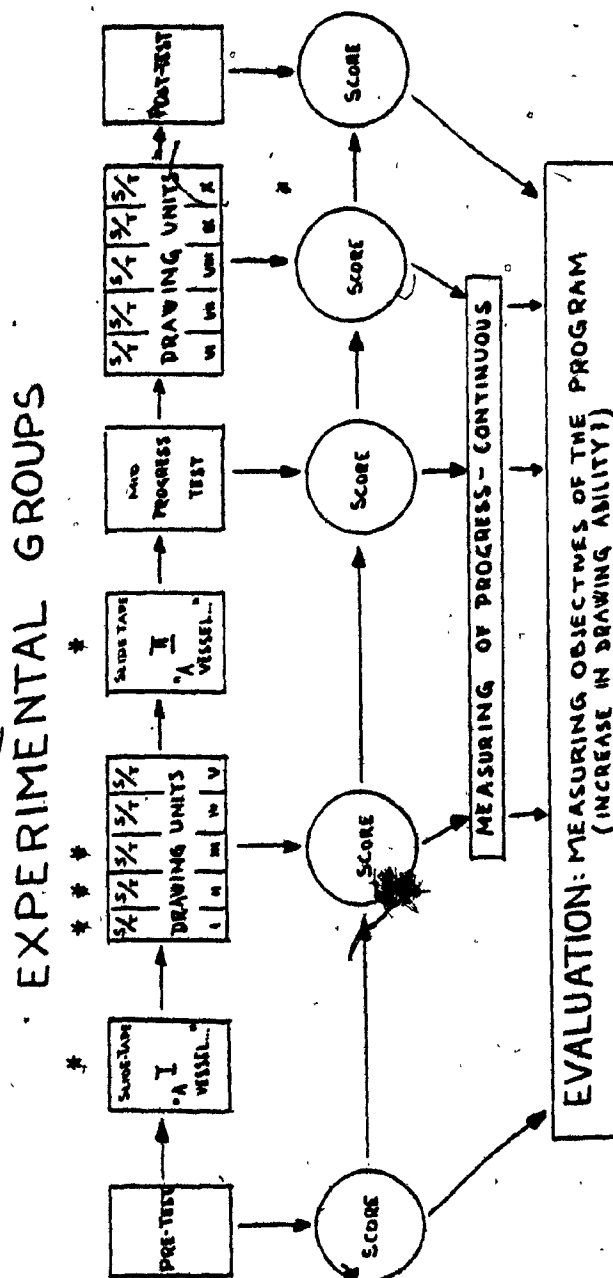 EXPERIMENTAL GROUPS
PRE-TEST
*
SLIDE-TAPE
I
"A
VESSEL..."
* * *
S/T S/T S/T S/T S/T
DRAWING UNITS
I II III IV V
*
SLIDE TAPE
II
"A
VESSEL..."
MID
PROGRESS
TEST
S/T S/T S/T S/T S/T
DRAWING UNITS
VI VII VIII IX X
*
POST-TEST
SCORE
SCORE
SCORE
SCORE
SCORE
MEASURING OF PROGRESS - CONTINUOUS
EVALUATION: MEASURING OBJECTIVES OF THE PROGRAM
(INCREASE IN DRAWING ABILITY?)